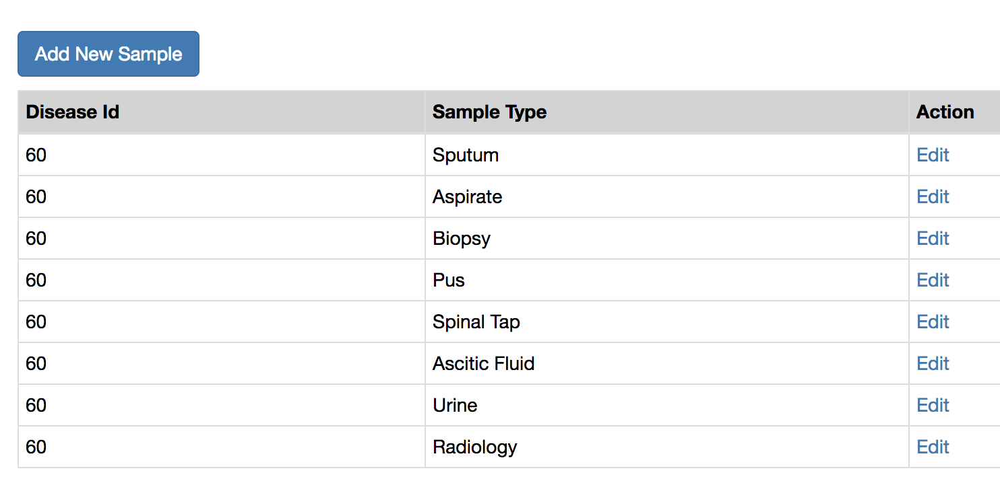 Add New Sample
Disease Id Sample Type Action
60 Sputum Edit
60 Aspirate Edit
60 Biopsy Edit
60 Pus Edit
60 Spinal Tap Edit
60 Ascitic Fluid Edit
60 Urine Edit
60 Radiology Edit